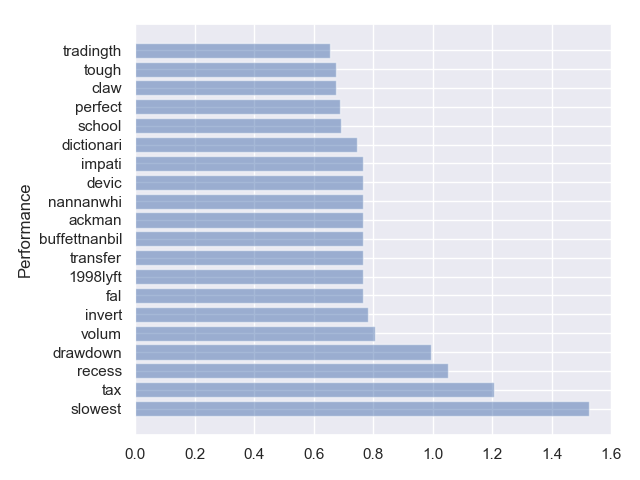 tradingth
tough
claw
perfect
school
dictionari
impati
devic
nannanwhi
ackman
buffettnanbil
transfer
1998lyft
fal
invert
volum
drawdown
recess
tax
slowest
Performance
0.0 0.2 0.4 0.6 0.8 1.0 1.2 1.4 1.6